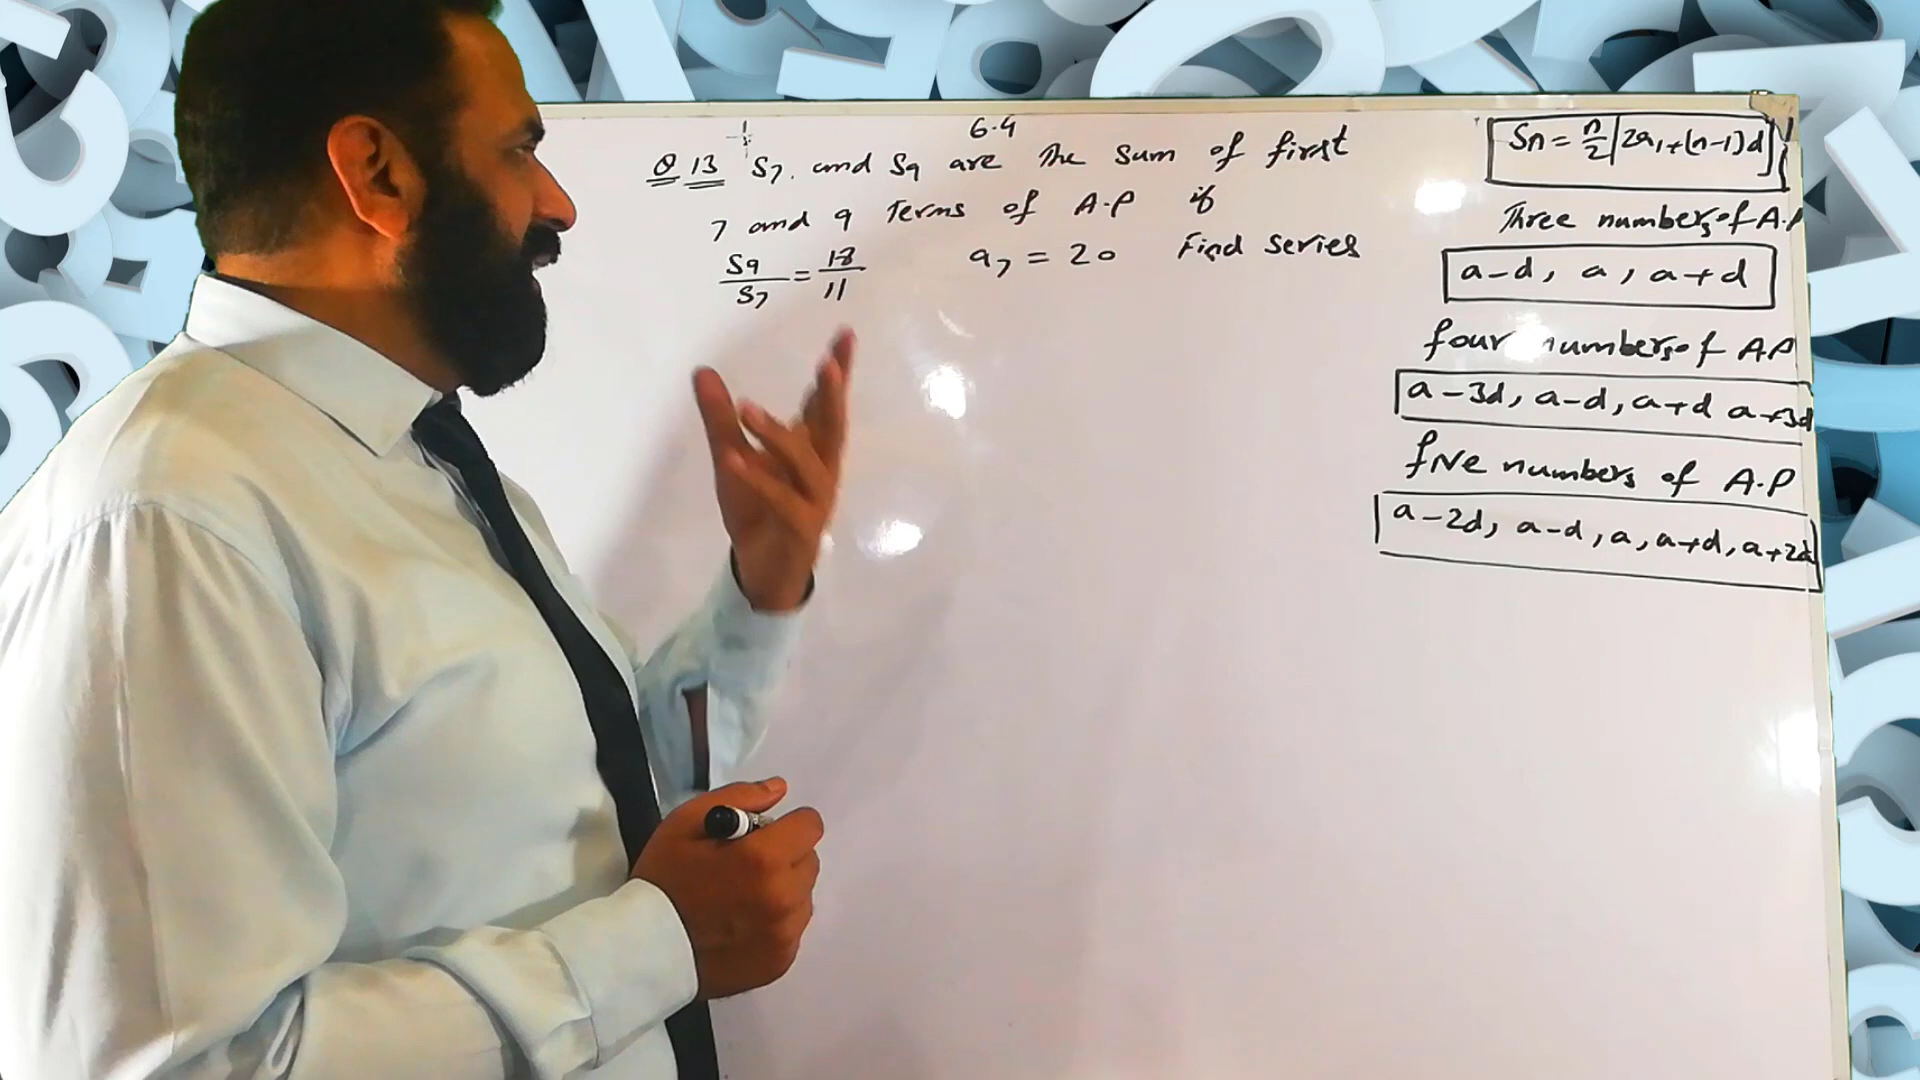 6.4
Q 13 S7. and S9 are the sum of first
7 and 9 Terms of A.P if
S9/S7 = 18/11 a7 = 20 Find series
Sn = n/2 [2a1+(n-1)d]
Three numbers of A.P
a-d, a, a+d
four numbers of AP
a-3d, a-d, a+d a+3d
five numbers of A.P
a-2d, a-d, a, a+d, a+2d